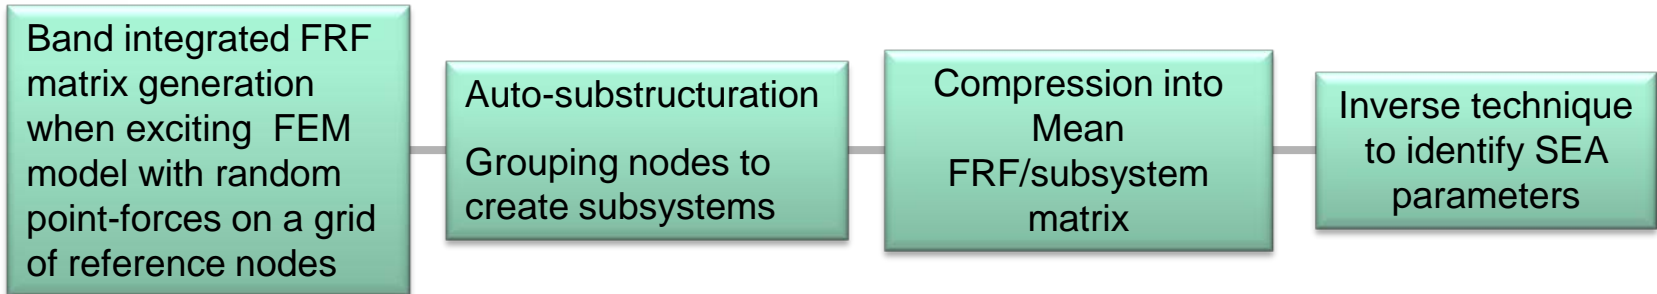 Band integrated FRF
matrix generation
when exciting FEM
model with random
point-forces on a grid
of reference nodes
Auto-substructuration
Grouping nodes to
create subsystems
Compression into
Mean
FRF/subsystem
matrix
Inverse technique
to identify SEA
parameters